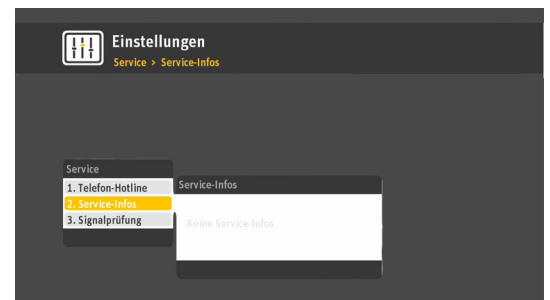 Einstellungen
Service > Service-Infos
Service
1. Telefon-Hotline
2. Service-Infos
3. Signalprüfung
Service-Infos
Keine Service-Infos